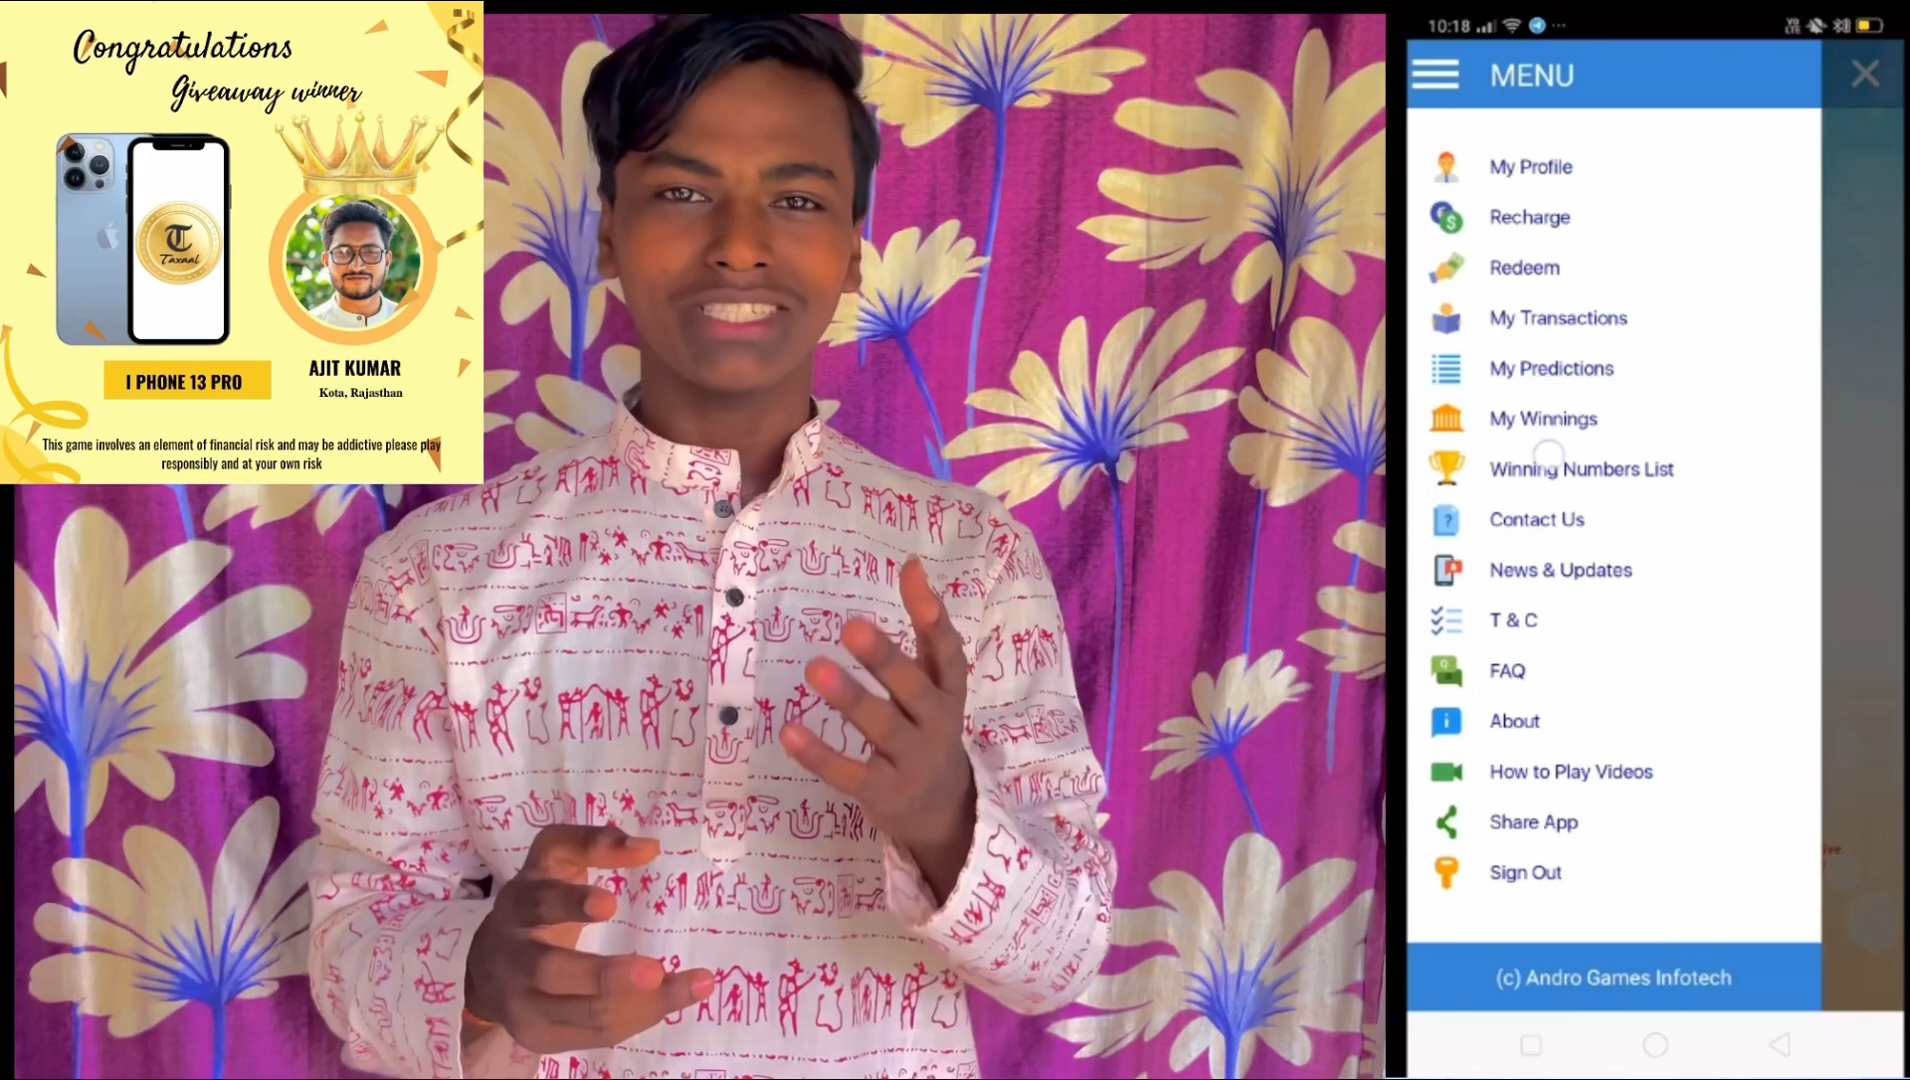 Congratulations
Giveaway winner
T
Taxaal
I PHONE 13 PRO
AJIT KUMAR
Kota, Rajasthan
This game involves an element of financial risk and may be addictive please play
responsibly and at your own risk
10:18
VO
LTE
MENU
My Profile
Recharge
Redeem
My Transactions
My Predictions
My Winnings
Winning Numbers List
Contact Us
News & Updates
T & C
FAQ
About
How to Play Videos
Share App
Sign Out
(c) Andro Games Infotech
ive.